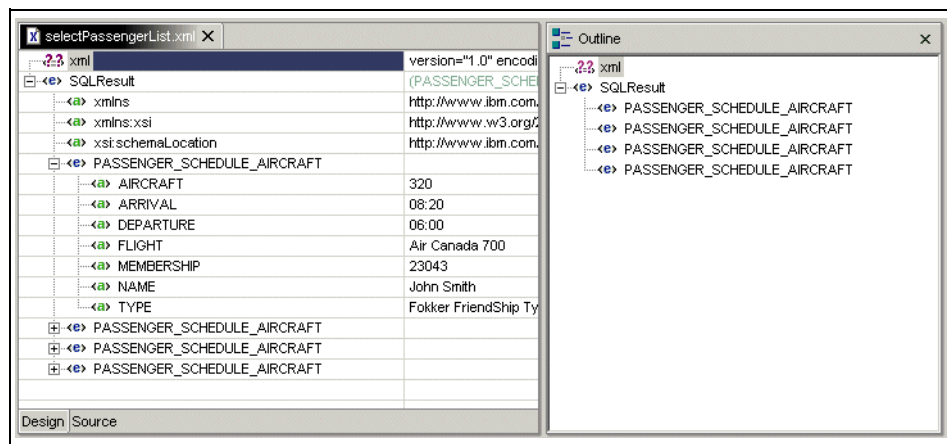 selectPassengerList.xml
xml version="1.0" encodi
SQLResult (PASSENGER_SCHE
xmlns http://www.ibm.com
xmlns:xsi http://www.w3.org/2
xsi:schemaLocation http://www.ibm.com
PASSENGER_SCHEDULE_AIRCRAFT
AIRCRAFT 320
ARRIVAL 08:20
DEPARTURE 06:00
FLIGHT Air Canada 700
MEMBERSHIP 23043
NAME John Smith
TYPE Fokker FriendShip Ty
PASSENGER_SCHEDULE_AIRCRAFT
PASSENGER_SCHEDULE_AIRCRAFT
PASSENGER_SCHEDULE_AIRCRAFT
Design Source
Outline
xml
SQLResult
PASSENGER_SCHEDULE_AIRCRAFT
PASSENGER_SCHEDULE_AIRCRAFT
PASSENGER_SCHEDULE_AIRCRAFT
PASSENGER_SCHEDULE_AIRCRAFT